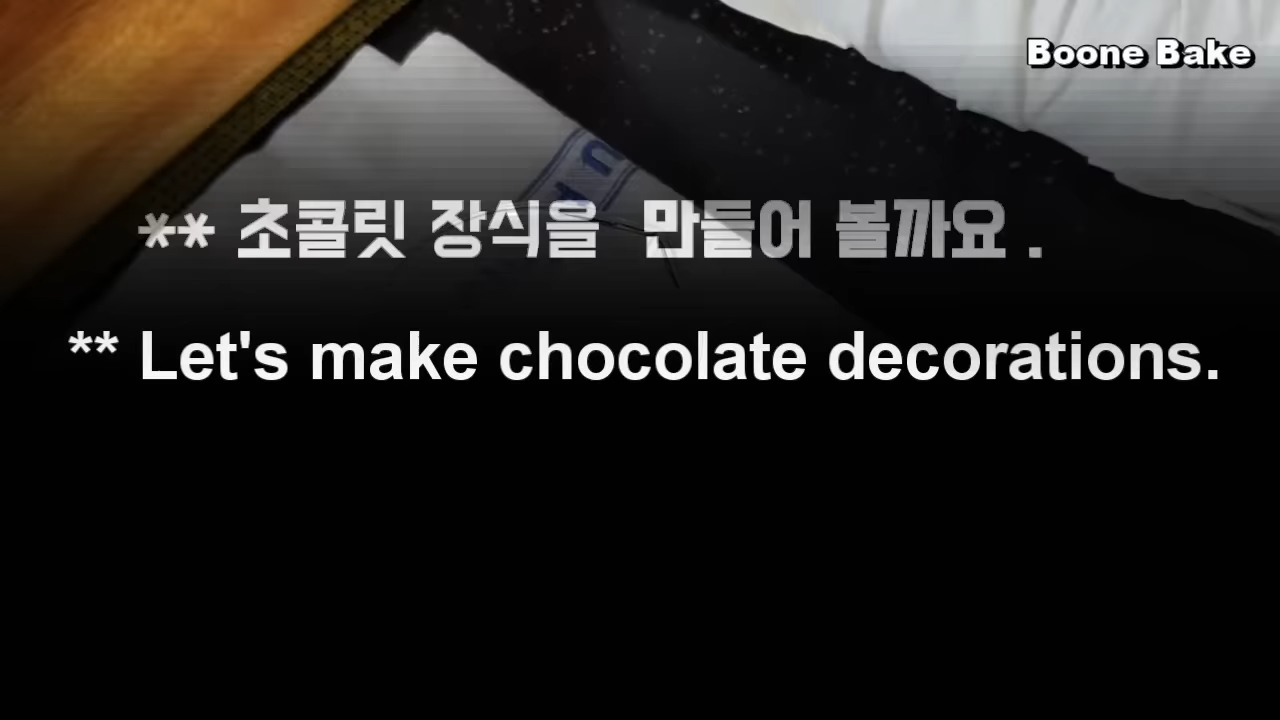 Boone Bake
** 초콜릿 장식을 만들어 볼까요 .
** Let's make chocolate decorations.